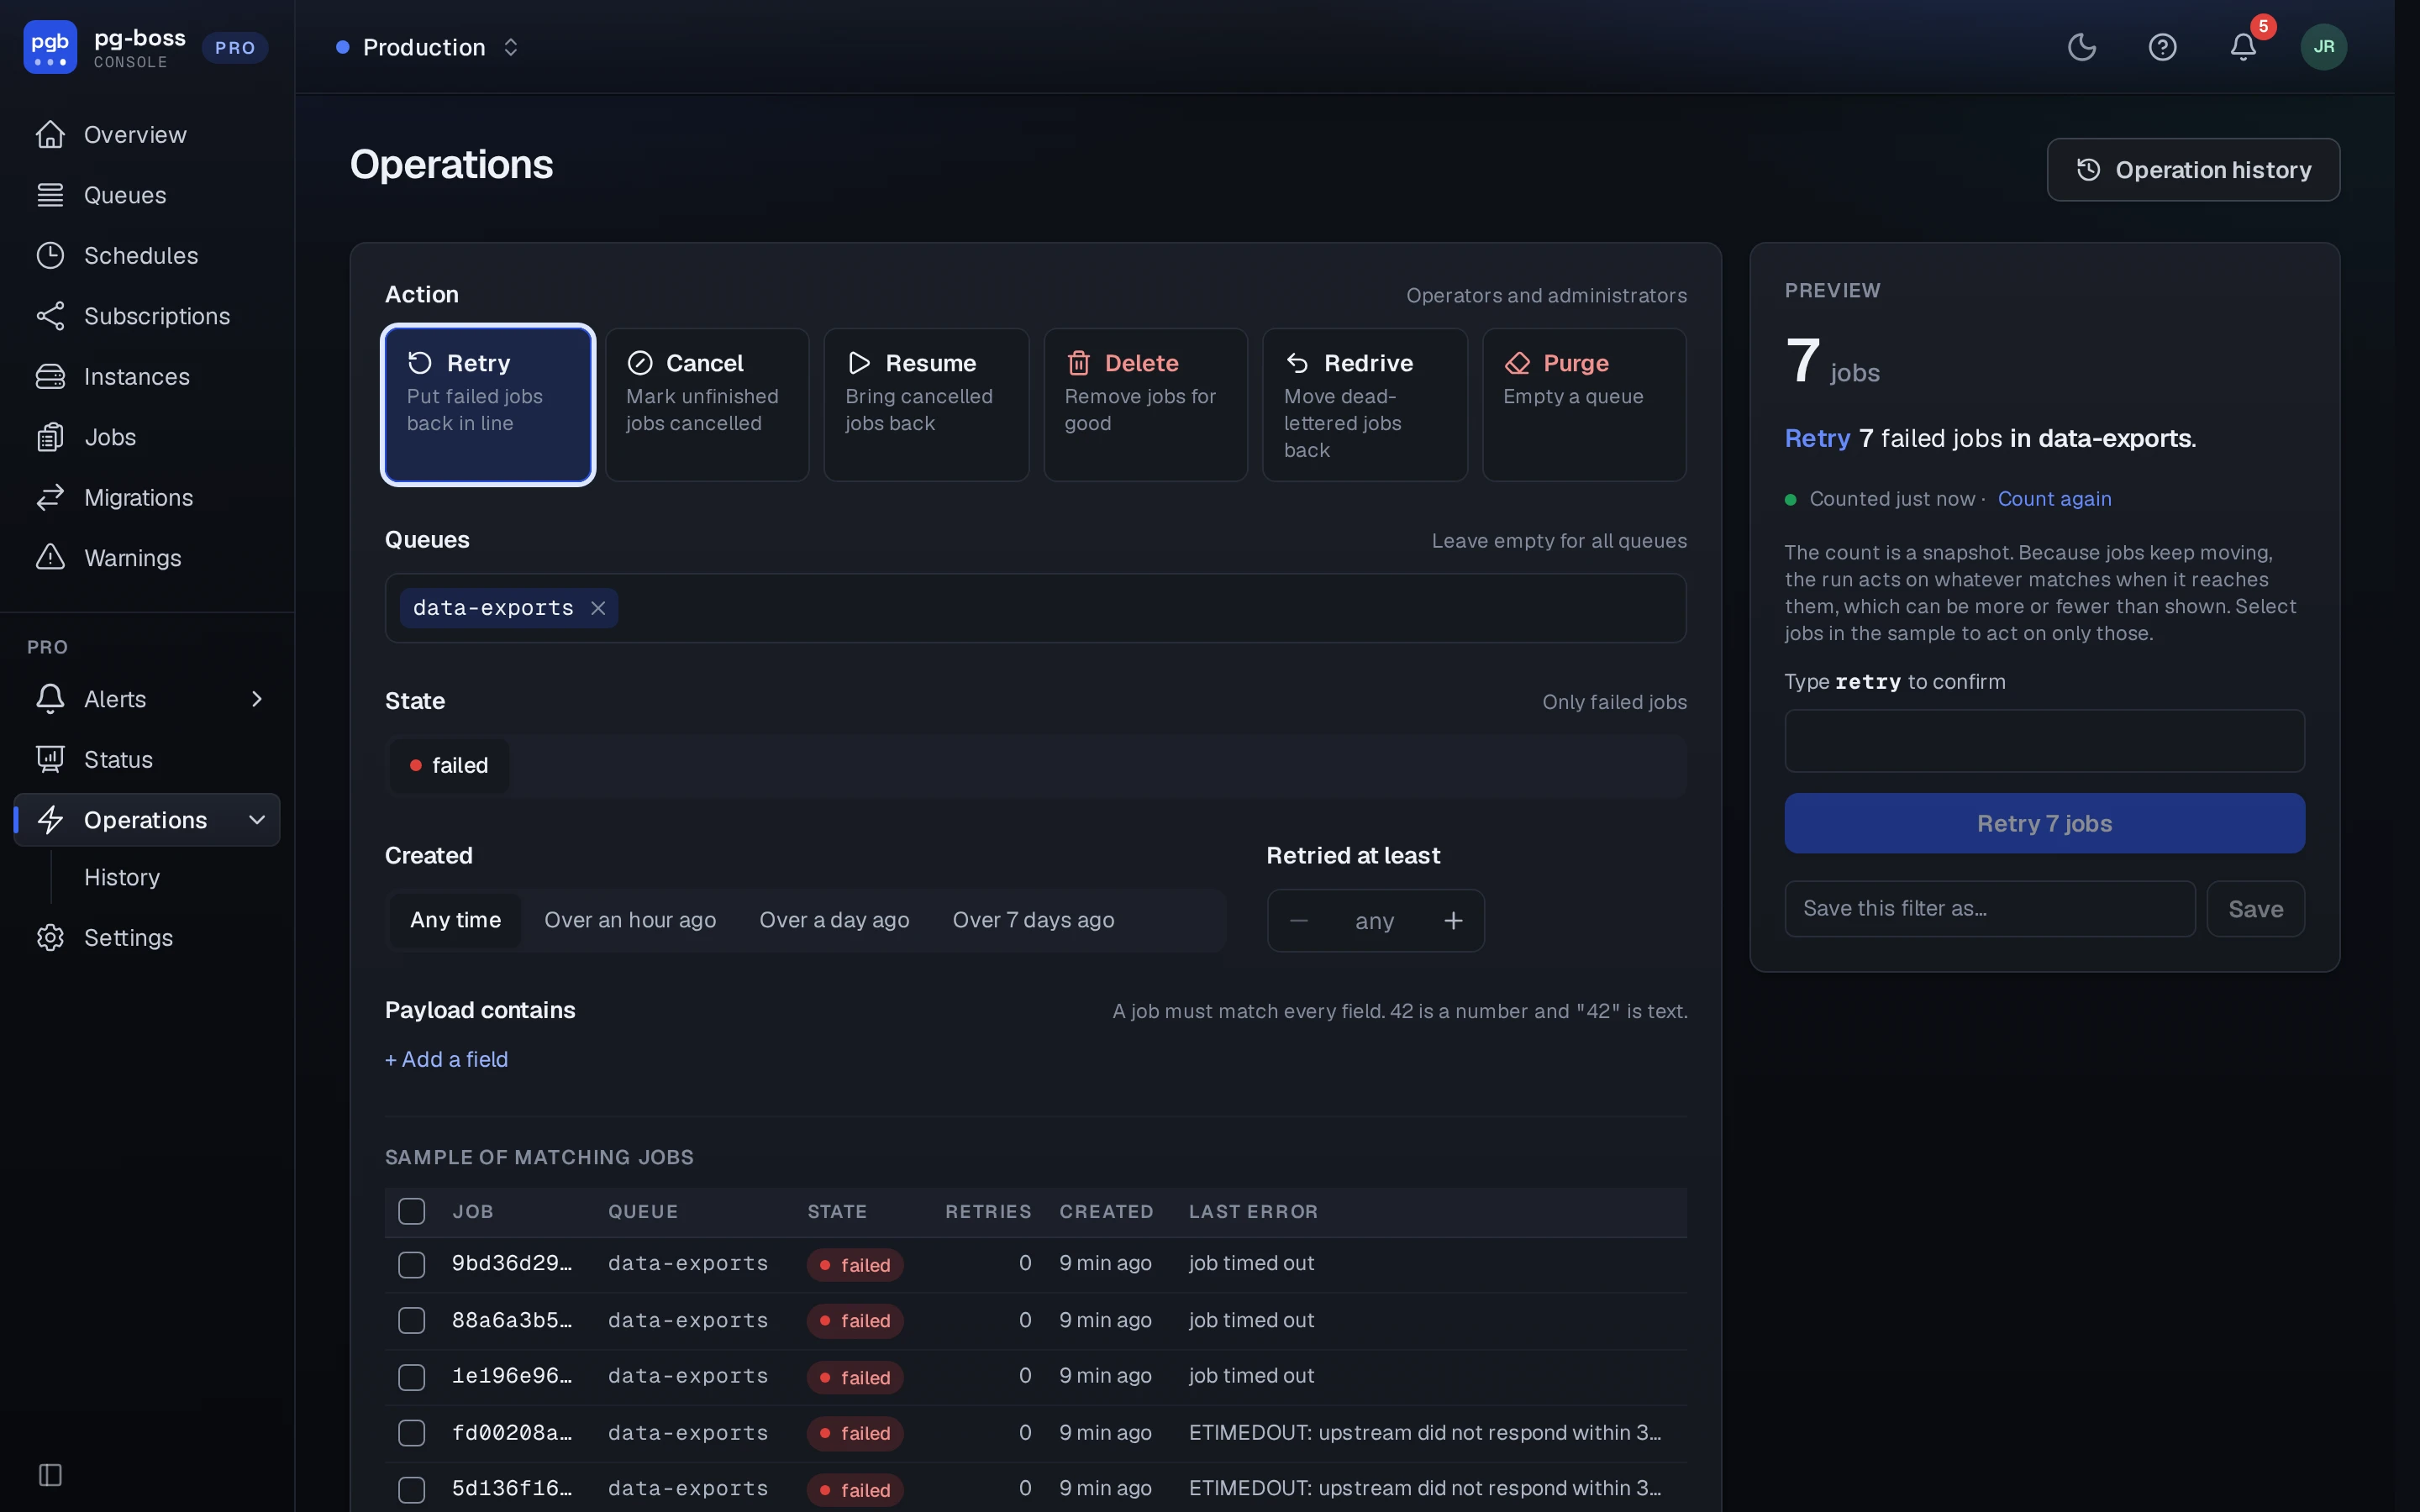 pgb
pg-boss
CONSOLE
PRO
Production
5
JR
Overview
Queues
Schedules
Subscriptions
Instances
Jobs
Migrations
Warnings
PRO
Alerts
Status
Operations
History
Settings
Operations
Operation history
Action
Operators and administrators
Retry
Put failed jobs
back in line
Cancel
Mark unfinished
jobs cancelled
Resume
Bring cancelled
jobs back
Delete
Remove jobs for
good
Redrive
Move dead-
lettered jobs
back
Purge
Empty a queue
Queues
Leave empty for all queues
data-exports
State
Only failed jobs
failed
Created
Any time
Over an hour ago
Over a day ago
Over 7 days ago
Retried at least
any
Payload contains
A job must match every field. 42 is a number and "42" is text.
+ Add a field
SAMPLE OF MATCHING JOBS
JOB QUEUE STATE RETRIES CREATED LAST ERROR
9bd36d29… data-exports failed 0 9 min ago job timed out
88a6a3b5… data-exports failed 0 9 min ago job timed out
1e196e96… data-exports failed 0 9 min ago job timed out
fd00208a… data-exports failed 0 9 min ago ETIMEDOUT: upstream did not respond within 3…
5d136f16… data-exports failed 0 9 min ago ETIMEDOUT: upstream did not respond within 3…
PREVIEW
7 jobs
Retry 7 failed jobs in data-exports.
Counted just now · Count again
The count is a snapshot. Because jobs keep moving,
the run acts on whatever matches when it reaches
them, which can be more or fewer than shown. Select
jobs in the sample to act on only those.
Type retry to confirm
Retry 7 jobs
Save this filter as…
Save